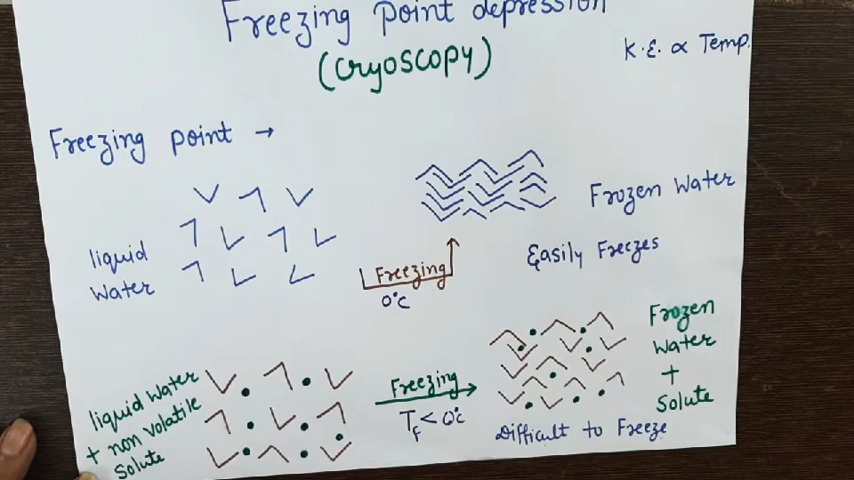 Freezing point depression
(Cryoscopy)
K.E. ∝ Temp.
Freezing point →
liquid
water
Freezing
0°C
Frozen Water
Easily Freezes
liquid water
+ non volatile
solute
Freezing
Tf < 0°C
Frozen
water
+
Solute
Difficult to Freeze